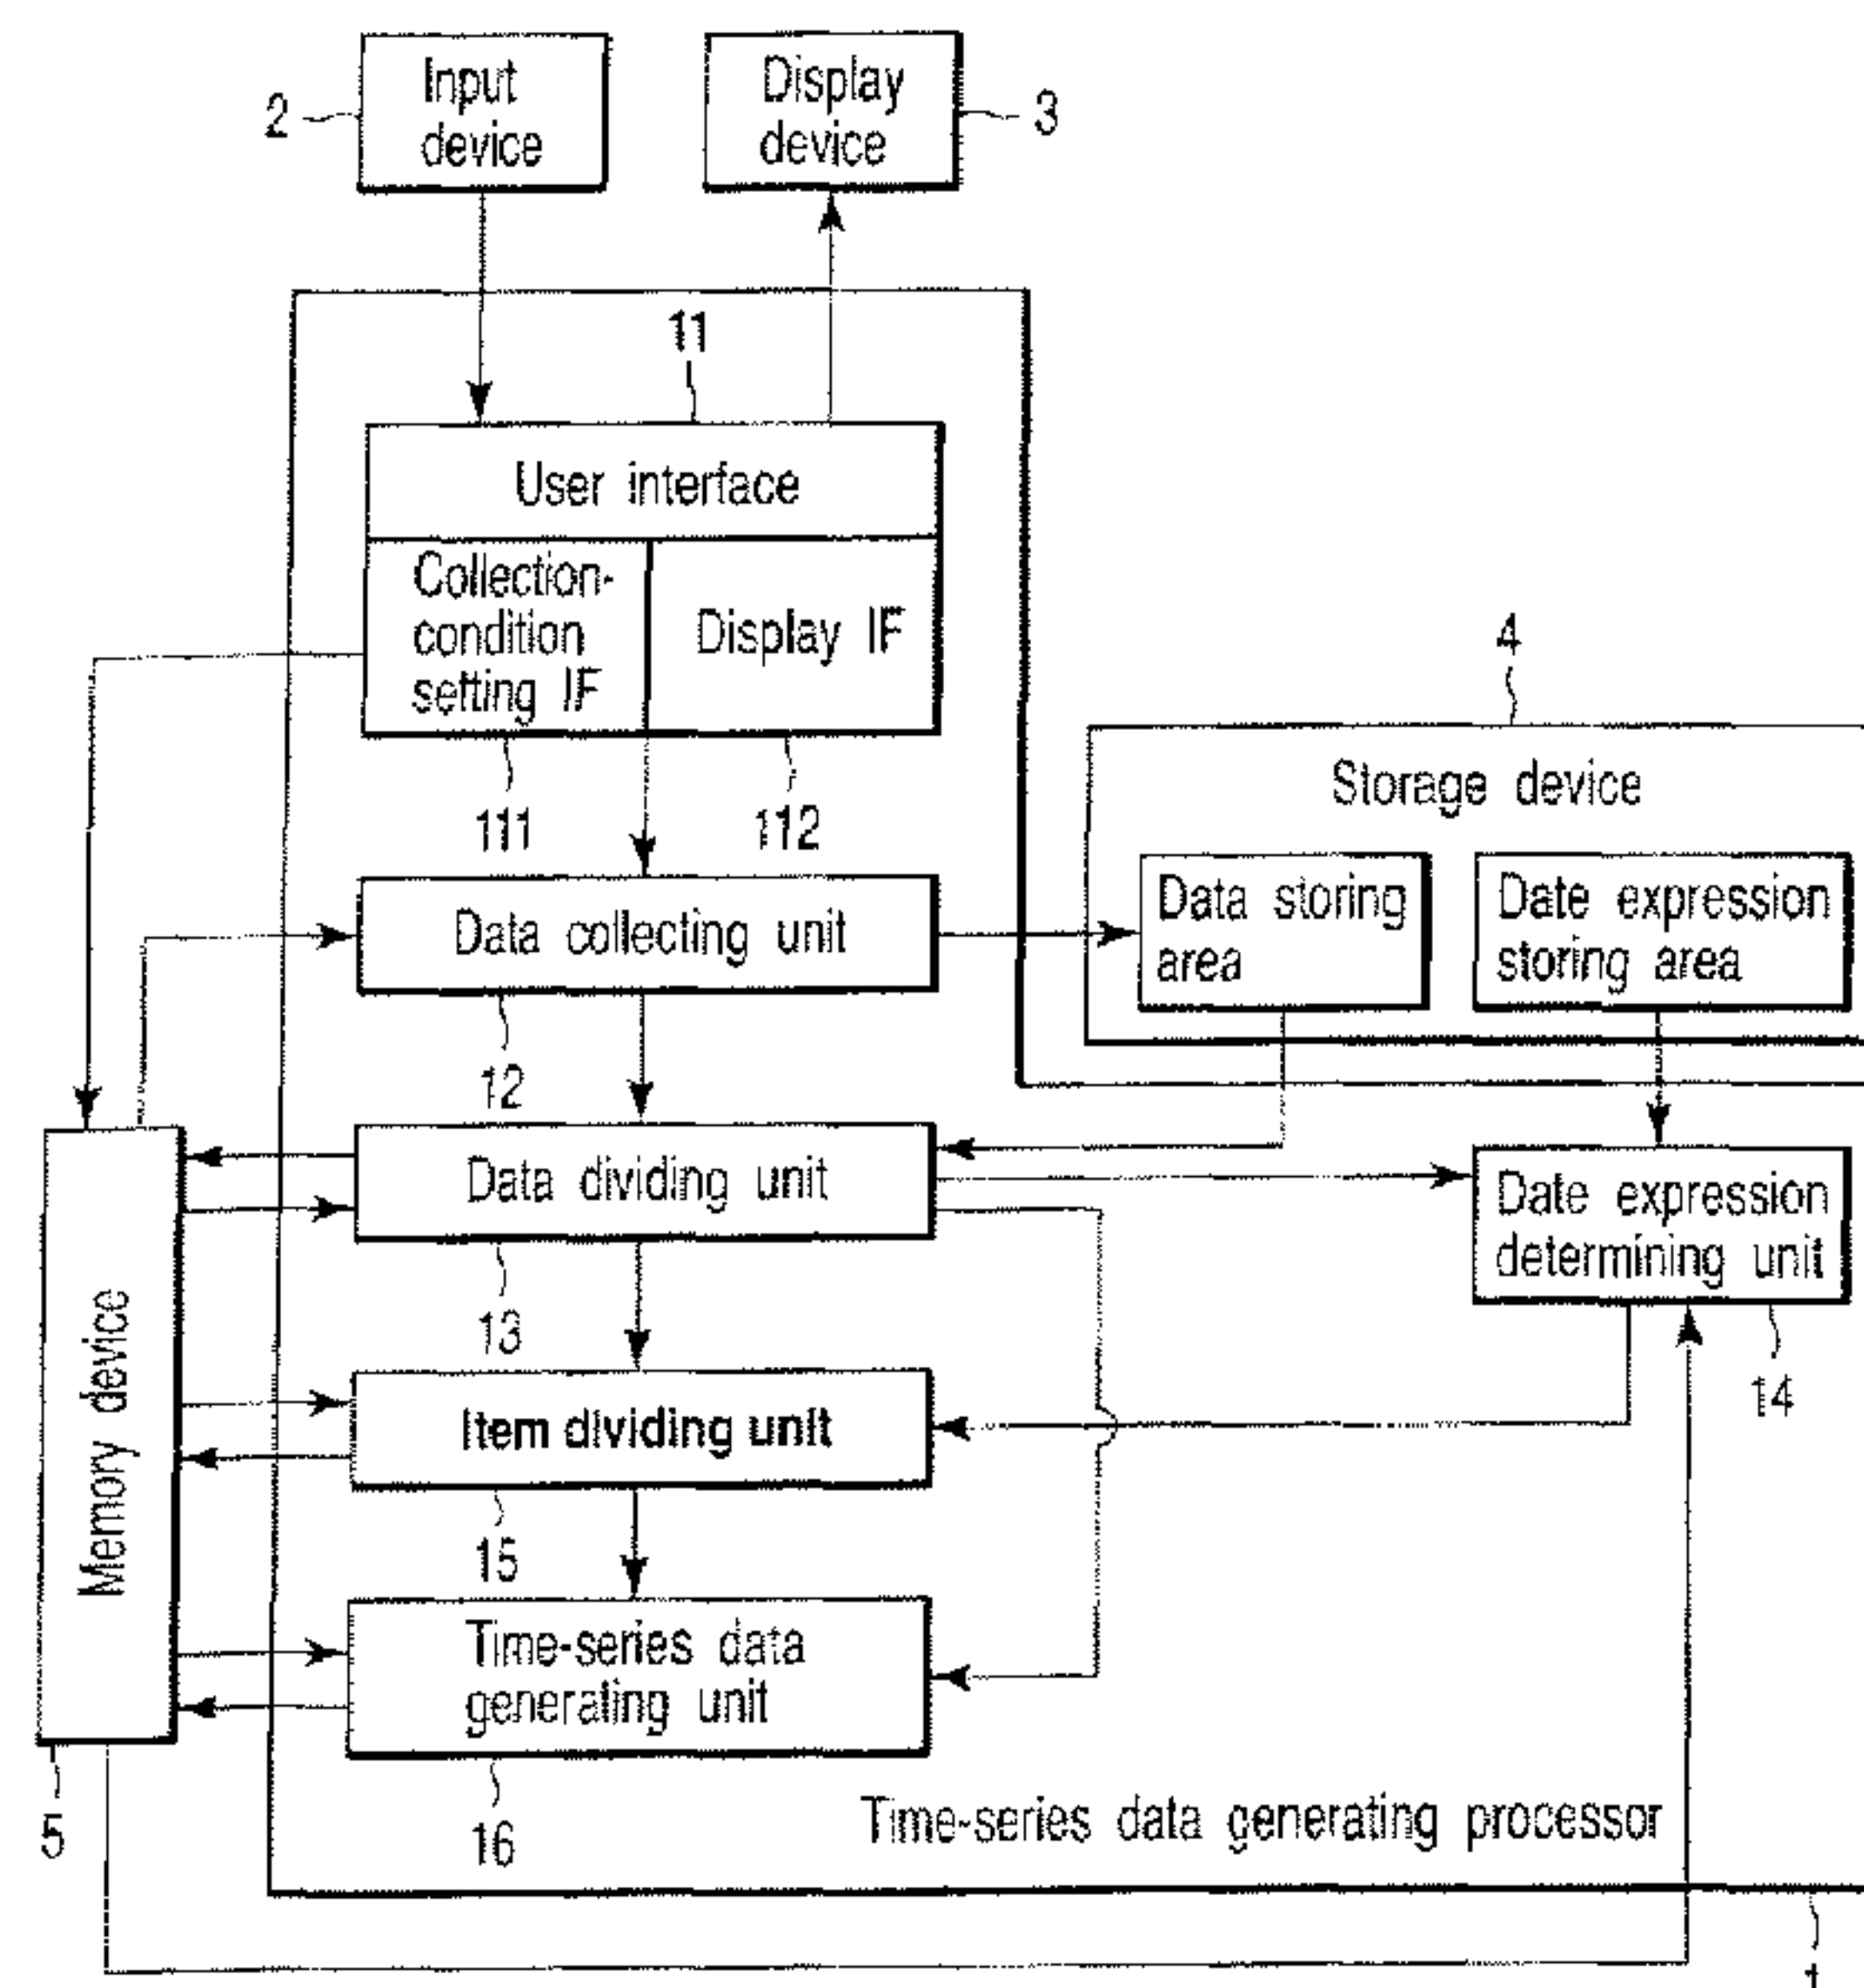 Input
device
2
Display
device
3
11
User interface
Collection-
condition
setting IF
Display IF
111
112
4
Storage device
Data storing
area
Date expression
storing area
Data collecting unit
12
Data dividing unit
13
Date expression
determining unit
14
Item dividing unit
15
Time-series data
generating unit
16
Memory device
5
Time-series data generating processor
1